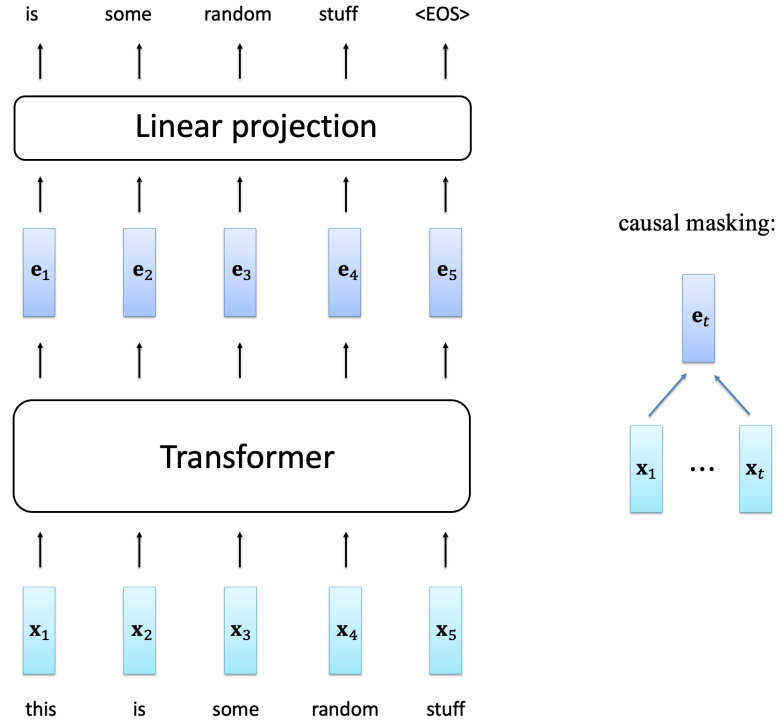 is some random stuff <EOS>
Linear projection
e₁ e₂ e₃ e₄ e₅
Transformer
x₁ x₂ x₃ x₄ x₅
this is some random stuff
causal masking:
eₜ
x₁ ... xₜ